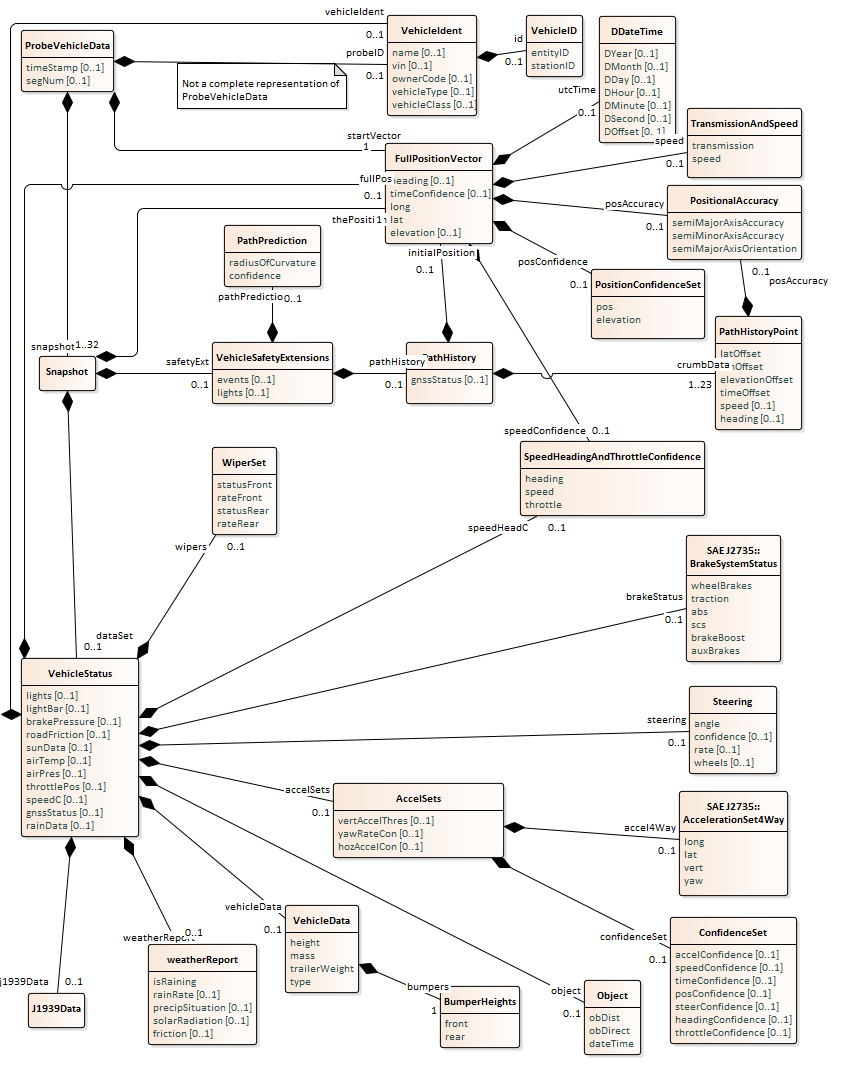 vehicleIdent
0..1
ProbeVehicleData
timeStamp [0..1]
segNum [0..1]
probeID
0..1
Not a complete representation of
ProbeVehicleData
VehicleIdent
name [0..1]
vin [0..1]
ownerCode [0..1]
vehicleType [0..1]
vehicleClass [0..1]
id
0..1
VehicleID
entityID
stationID
DDateTime
DYear [0..1]
DMonth [0..1]
DDay [0..1]
DHour [0..1]
DMinute [0..1]
DSecond [0..1]
DOffset [0..1]
utcTime
0..1
startVector
1
FullPositionVector
heading [0..1]
timeConfidence [0..1]
long
lat
elevation [0..1]
fullPos
0..1
thePositi
1
initialPosition
0..1
speed
0..1
TransmissionAndSpeed
transmission
speed
posAccuracy
0..1
PositionalAccuracy
semiMajorAxisAccuracy
semiMinorAxisAccuracy
semiMajorAxisOrientation
0..1
posAccuracy
posConfidence
0..1
PositionConfidenceSet
pos
elevation
PathPrediction
radiusOfCurvature
confidence
pathPredictio
0..1
PathHistoryPoint
latOffset
nOffset
elevationOffset
timeOffset
speed [0..1]
heading [0..1]
snapshot
1..32
Snapshot
safetyExt
0..1
VehicleSafetyExtensions
events [0..1]
lights [0..1]
pathHistory
0..1
PathHistory
gnssStatus [0..1]
crumbData
1..23
speedConfidence
0..1
SpeedHeadingAndThrottleConfidence
heading
speed
throttle
speedHeadC
0..1
WiperSet
statusFront
rateFront
statusRear
rateRear
wipers
0..1
SAE J2735::
BrakeSystemStatus
wheelBrakes
traction
abs
scs
brakeBoost
auxBrakes
brakeStatus
0..1
dataSet
0..1
VehicleStatus
lights [0..1]
lightBar [0..1]
brakePressure [0..1]
roadFriction [0..1]
sunData [0..1]
airTemp [0..1]
airPres [0..1]
throttlePos [0..1]
speedC [0..1]
gnssStatus [0..1]
rainData [0..1]
steering
0..1
Steering
angle
confidence [0..1]
rate [0..1]
wheels [0..1]
accelSets
0..1
AccelSets
vertAccelThres [0..1]
yawRateCon [0..1]
hozAccelCon [0..1]
accel4Way
0..1
SAE J2735::
AccelerationSet4Way
long
lat
vert
yaw
confidenceSet
0..1
ConfidenceSet
accelConfidence [0..1]
speedConfidence [0..1]
timeConfidence [0..1]
posConfidence [0..1]
steerConfidence [0..1]
headingConfidence [0..1]
throttleConfidence [0..1]
vehicleData
0..1
VehicleData
height
mass
trailerWeight
type
bumpers
1
BumperHeights
front
rear
object
0..1
Object
obDist
obDirect
dateTime
weatherReport
0..1
weatherReport
isRaining
rainRate [0..1]
precipSituation [0..1]
solarRadiation [0..1]
friction [0..1]
j1939Data
0..1
J1939Data